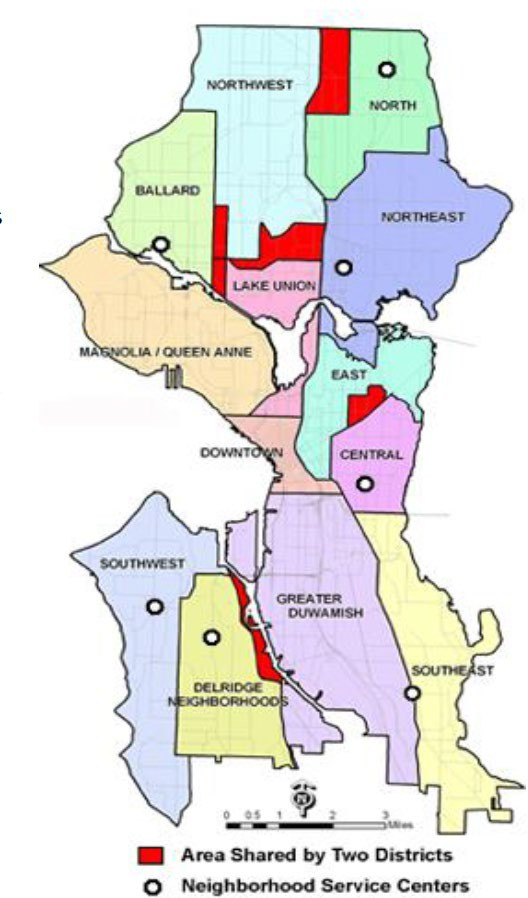 NORTHWEST
NORTH
BALLARD
NORTHEAST
LAKE UNION
MAGNOLIA / QUEEN ANNE
EAST
DOWNTOWN
CENTRAL
SOUTHWEST
GREATER
DUWAMISH
SOUTHEAST
DELRIDGE
NEIGHBORHOODS
N
0 0.5 1 2 3
Miles
Area Shared by Two Districts
Neighborhood Service Centers